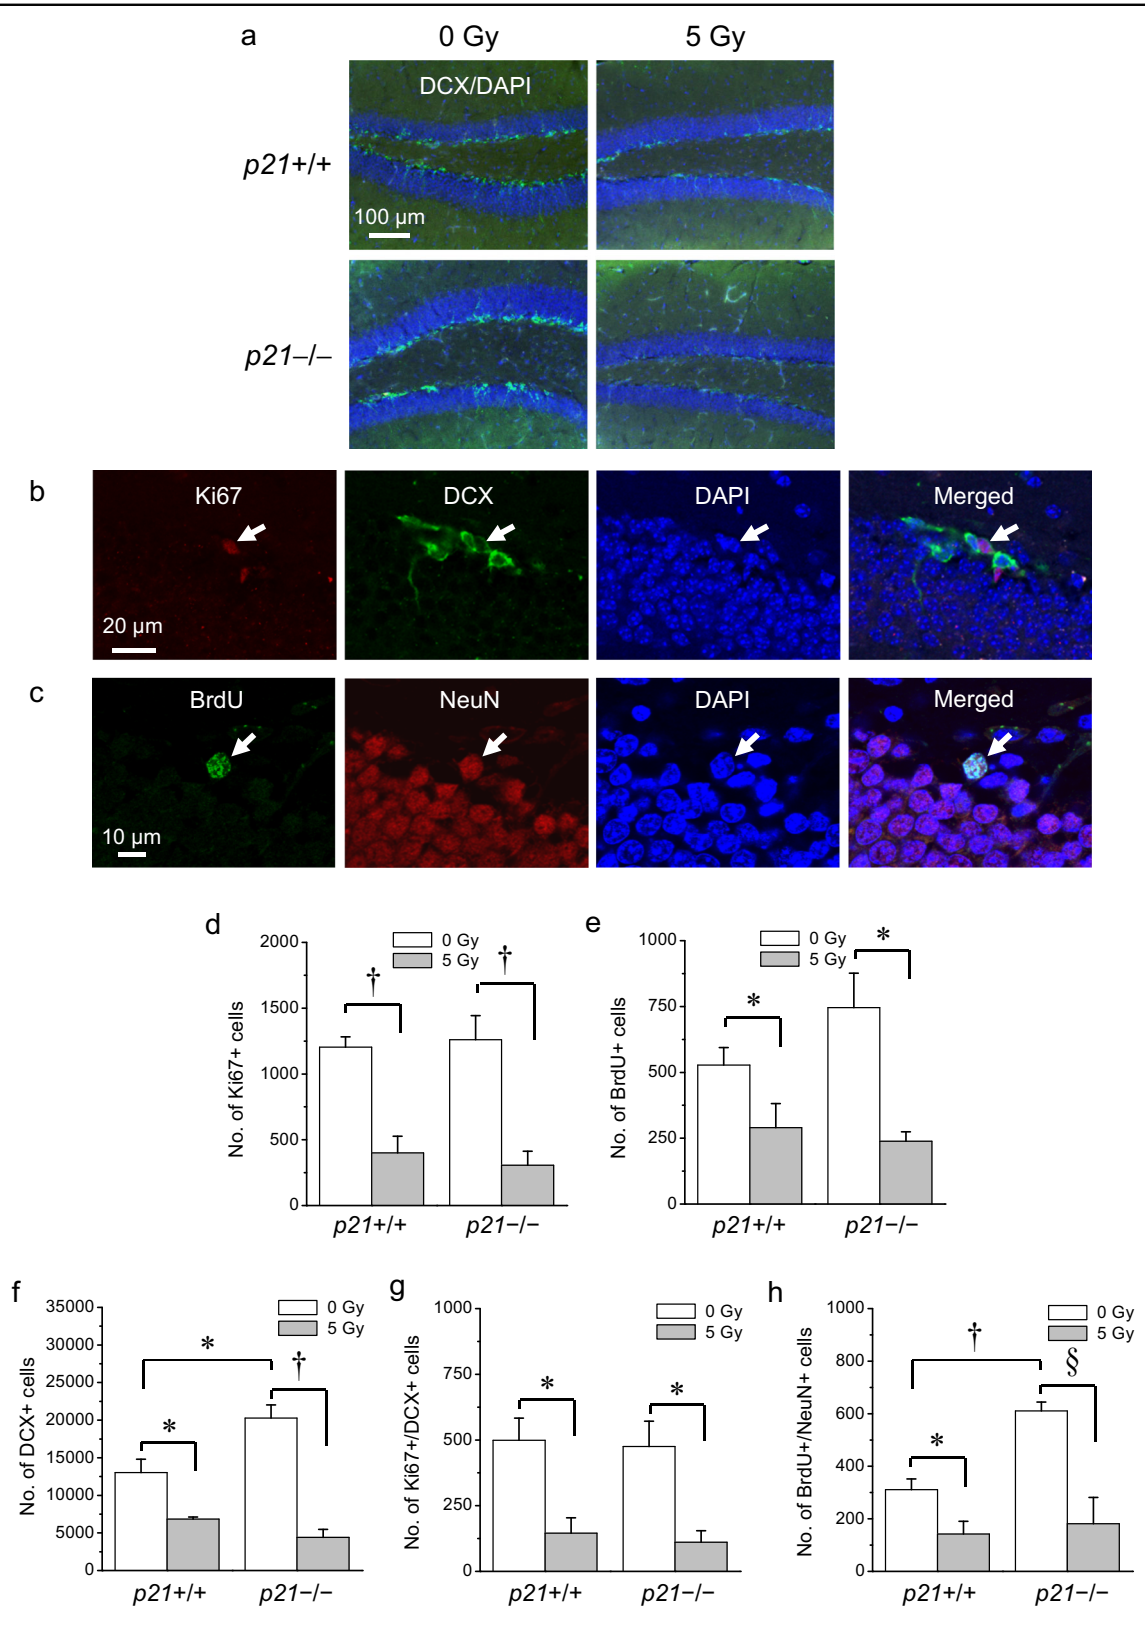 a
0 Gy
5 Gy
DCX/DAPI
p21+/+
100 µm
p21−/−
b
Ki67
DCX
DAPI
Merged
20 µm
c
BrdU
NeuN
DAPI
Merged
10 µm
d
No. of Ki67+ cells
2000
1500
1000
500
0
0 Gy
5 Gy
†
†
p21+/+
p21−/−
e
No. of BrdU+ cells
1000
750
500
250
0
0 Gy
5 Gy
*
*
p21+/+
p21−/−
f
No. of DCX+ cells
35000
30000
25000
20000
15000
10000
5000
0
0 Gy
5 Gy
*
†
*
p21+/+
p21−/−
g
No. of Ki67+/DCX+ cells
1000
750
500
250
0
0 Gy
5 Gy
*
*
p21+/+
p21−/−
h
No. of BrdU+/NeuN+ cells
1000
800
600
400
200
0
0 Gy
5 Gy
†
§
*
p21+/+
p21−/−